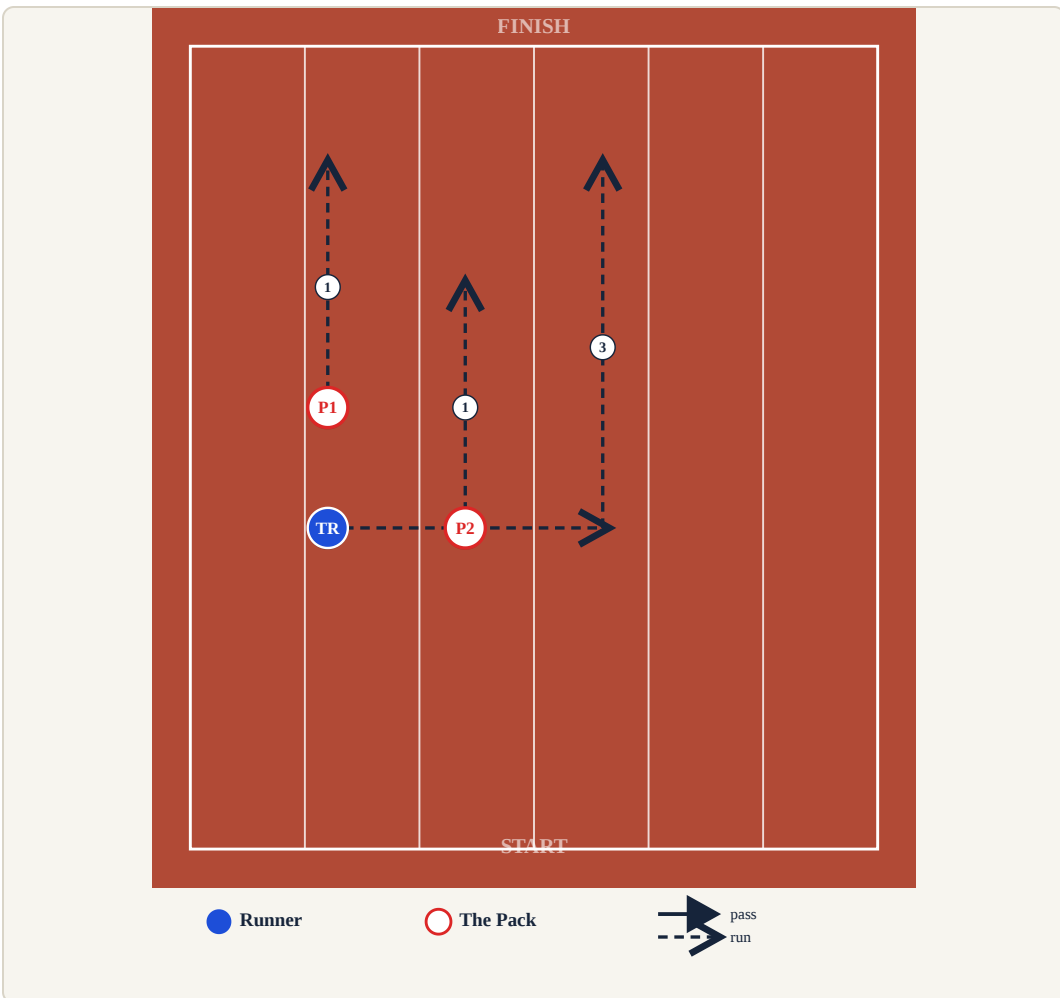 FINISH
1
3
P1
1
TR
P2
START
Runner
The Pack
pass
run